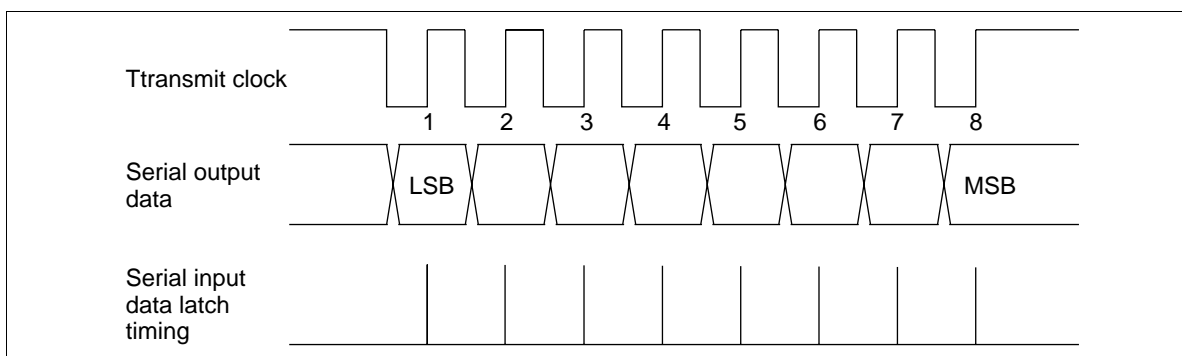 Ttransmit clock
1 2 3 4 5 6 7 8
Serial output
data
LSB MSB
Serial input
data latch
timing